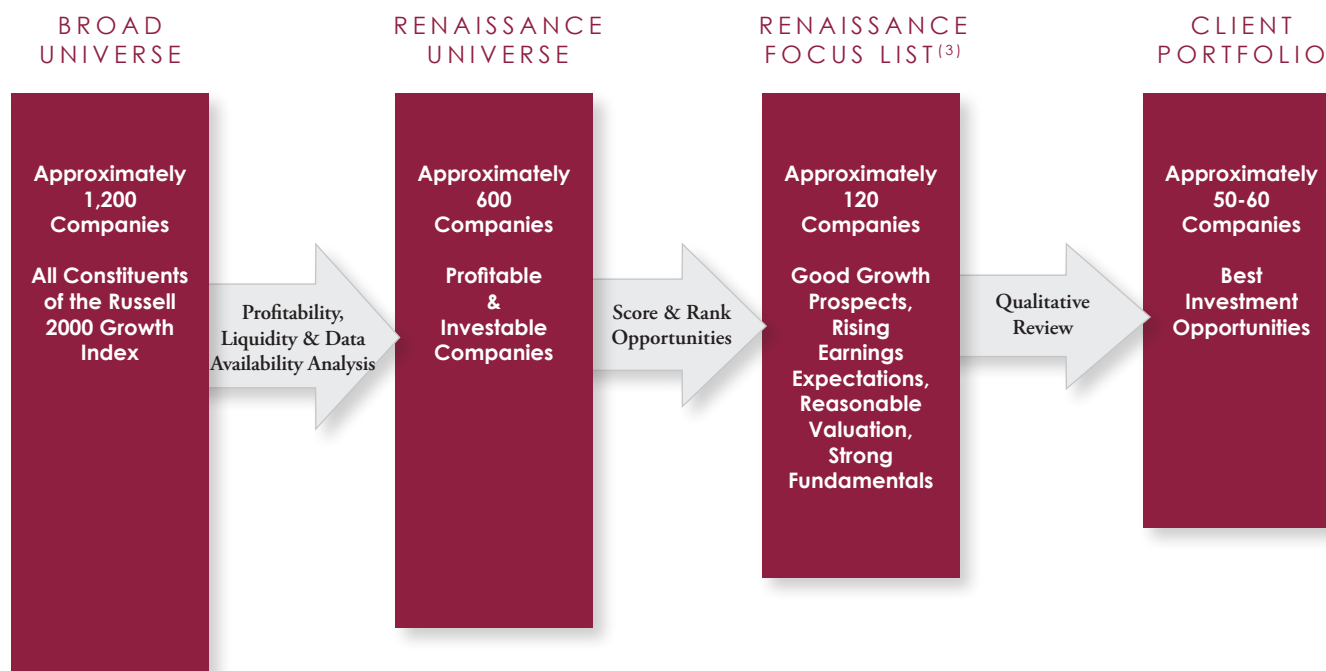 BROAD
UNIVERSE
Approximately
1,200
Companies
All Constituents
of the Russell
2000 Growth
Index
Profitability,
Liquidity & Data
Availability Analysis
RENAISSANCE
UNIVERSE
Approximately
600
Companies
Profitable
&
Investable
Companies
Score & Rank
Opportunities
RENAISSANCE
FOCUS LIST(3)
Approximately
120
Companies
Good Growth
Prospects,
Rising
Earnings
Expectations,
Reasonable
Valuation,
Strong
Fundamentals
Qualitative
Review
CLIENT
PORTFOLIO
Approximately
50-60
Companies
Best
Investment
Opportunities